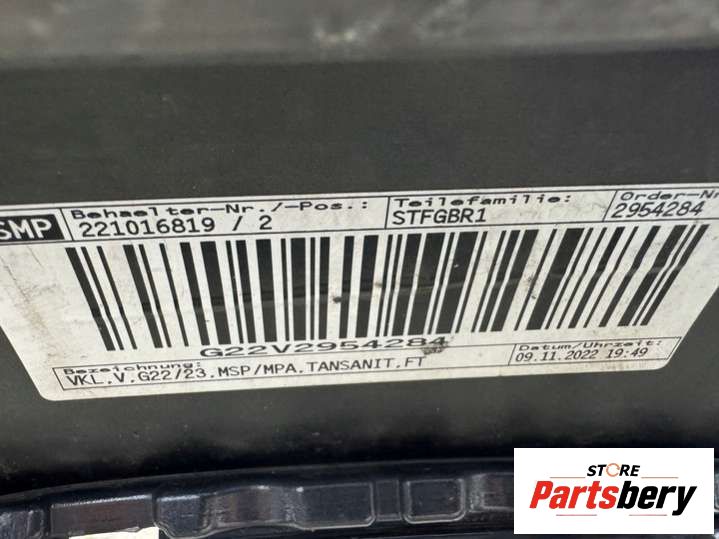 SMP
Behaelter-Nr./-Pos.: Teilefamilie: Order-Nr
221016819 / 2 STFGBR1 2954284
G22V2954284
Bezeichnung: Datum/Uhrzeit:
VKL.V.G22/23.MSP/MPA.TANSANIT.FT 09.11.2022 19:49
STORE
Partsbery